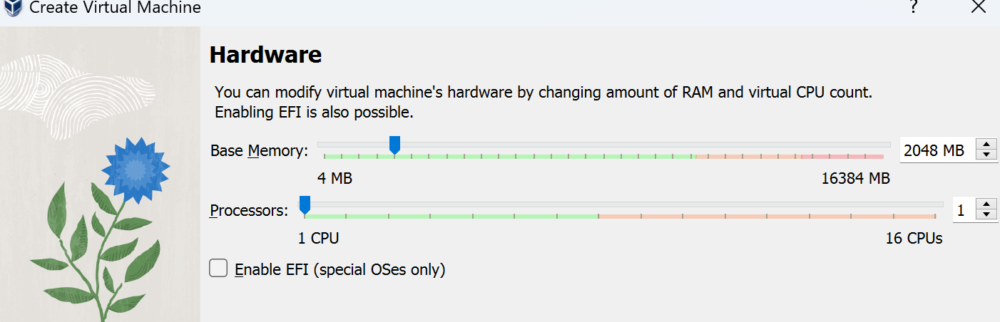 Create Virtual Machine
?
Hardware
You can modify virtual machine's hardware by changing amount of RAM and virtual CPU count.
Enabling EFI is also possible.
Base Memory:
2048 MB
4 MB
16384 MB
Processors:
1
1 CPU
16 CPUs
Enable EFI (special OSes only)